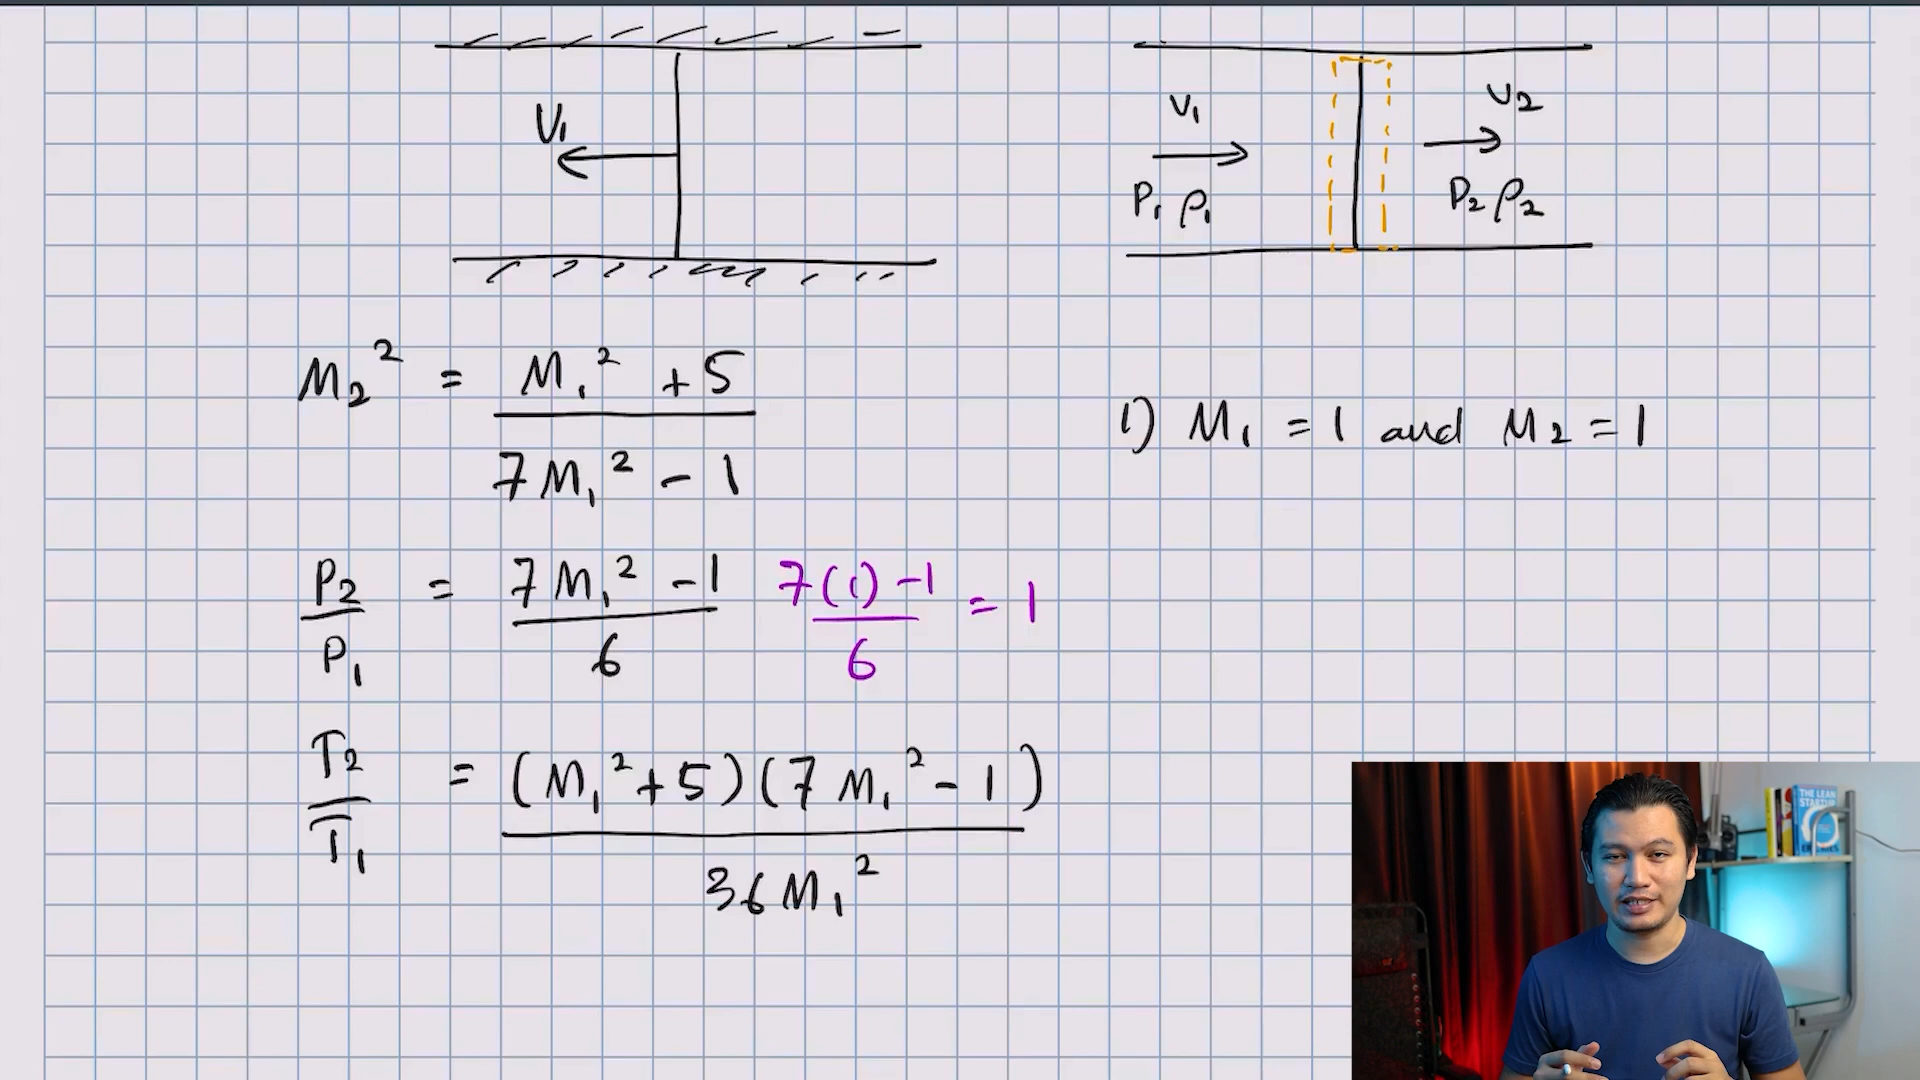 V₁
V₁
V₂
P₁ ρ₁
P₂ ρ₂
M₂² = (M₁² + 5) / (7M₁² - 1)
1) M₁ = 1 and M₂ = 1
P₂/P₁ = (7M₁² - 1) / 6
(7(1) - 1) / 6 = 1
T₂/T₁ = (M₁² + 5)(7M₁² - 1) / 36M₁²
THE LEAN
STARTUP